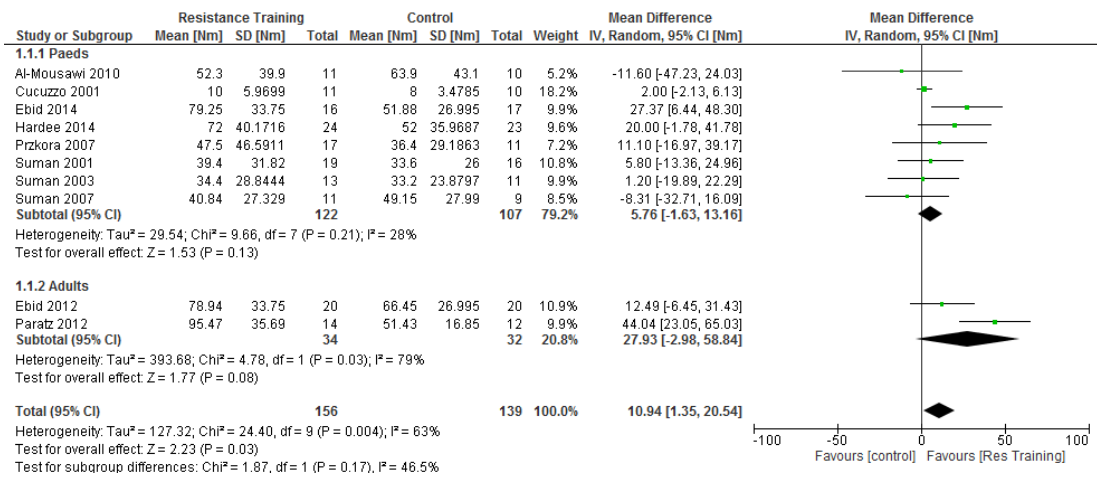 Resistance Training Control Mean Difference Mean Difference
Study or Subgroup Mean [Nm] SD [Nm] Total Mean [Nm] SD [Nm] Total Weight IV, Random, 95% CI [Nm] IV, Random, 95% CI [Nm]
1.1.1 Paeds
Al-Mousawi 2010 52.3 39.9 11 63.9 43.1 10 5.2% -11.60 [-47.23, 24.03]
Cucuzzo 2001 10 5.9699 11 8 3.4785 10 18.2% 2.00 [-2.13, 6.13]
Ebid 2014 79.25 33.75 16 51.88 26.995 17 9.9% 27.37 [6.44, 48.30]
Hardee 2014 72 40.1716 24 52 35.9687 23 9.6% 20.00 [-1.78, 41.78]
Przkora 2007 47.5 46.5911 17 36.4 29.1863 11 7.2% 11.10 [-16.97, 39.17]
Suman 2001 39.4 31.82 19 33.6 26 16 10.8% 5.80 [-13.36, 24.96]
Suman 2003 34.4 28.8444 13 33.2 23.8797 11 9.9% 1.20 [-19.89, 22.29]
Suman 2007 40.84 27.329 11 49.15 27.99 9 8.5% -8.31 [-32.71, 16.09]
Subtotal (95% CI) 122 107 79.2% 5.76 [-1.63, 13.16]
Heterogeneity: Tau² = 29.54; Chi² = 9.66, df = 7 (P = 0.21); I² = 28%
Test for overall effect: Z = 1.53 (P = 0.13)
1.1.2 Adults
Ebid 2012 78.94 33.75 20 66.45 26.995 20 10.9% 12.49 [-6.45, 31.43]
Paratz 2012 95.47 35.69 14 51.43 16.85 12 9.9% 44.04 [23.05, 65.03]
Subtotal (95% CI) 34 32 20.8% 27.93 [-2.98, 58.84]
Heterogeneity: Tau² = 393.68; Chi² = 4.78, df = 1 (P = 0.03); I² = 79%
Test for overall effect: Z = 1.77 (P = 0.08)
Total (95% CI) 156 139 100.0% 10.94 [1.35, 20.54]
Heterogeneity: Tau² = 127.32; Chi² = 24.40, df = 9 (P = 0.004); I² = 63%
Test for overall effect: Z = 2.23 (P = 0.03)
Test for subgroup differences: Chi² = 1.87, df = 1 (P = 0.17), I² = 46.5%
-100 -50 0 50 100
Favours [control] Favours [Res Training]